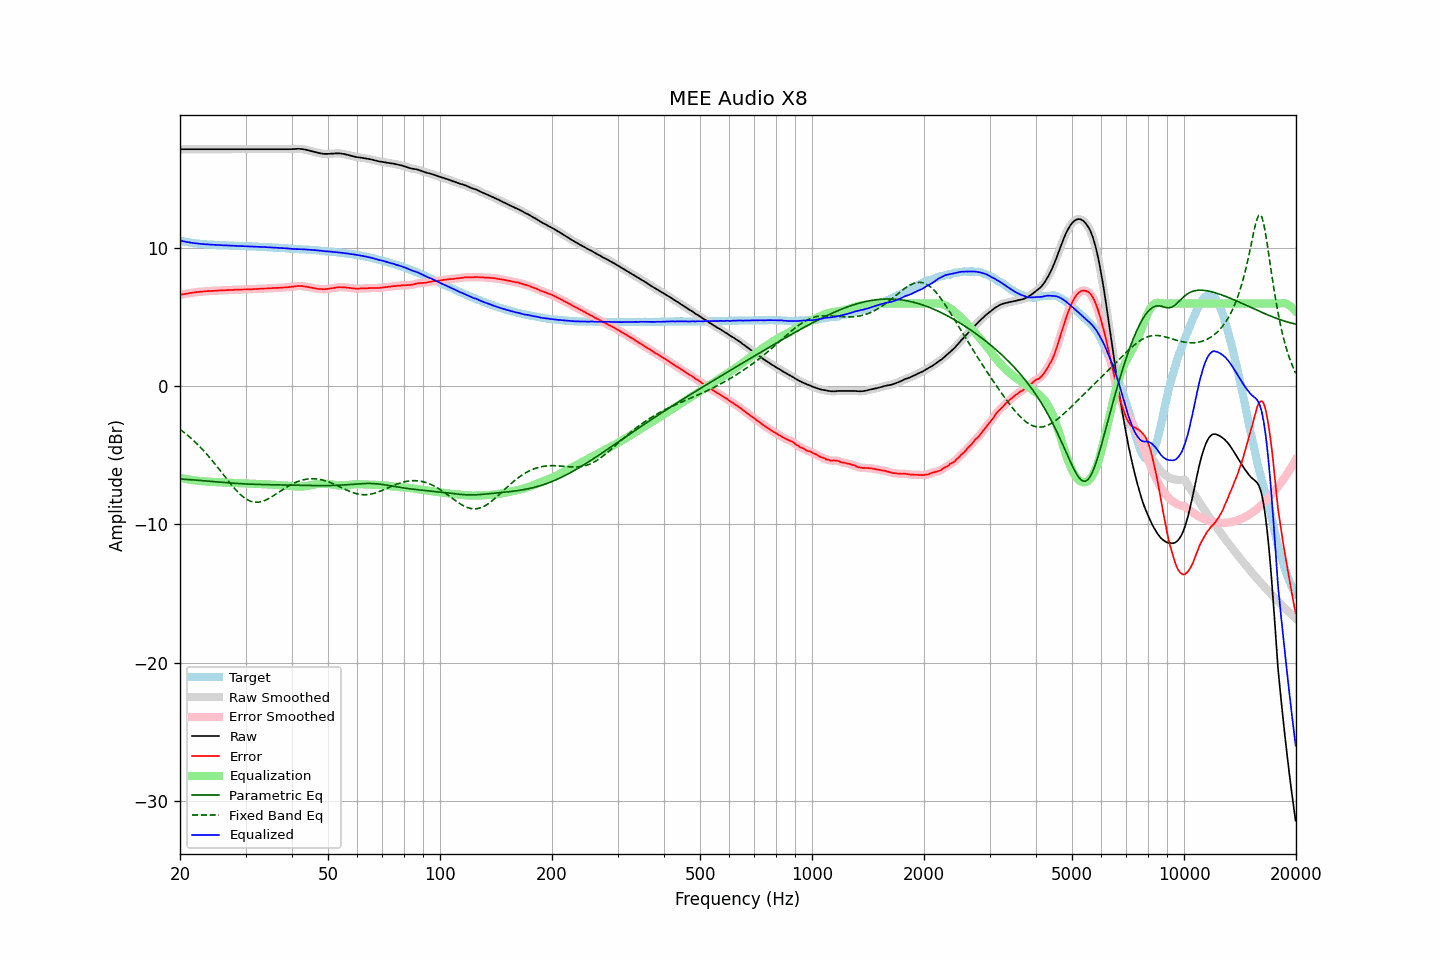 MEE Audio X8
Amplitude (dBr)
10
0
−10
−20
−30
Target
Raw Smoothed
Error Smoothed
Raw
Error
Equalization
Parametric Eq
Fixed Band Eq
Equalized
20 50 100 200 500 1000 2000 5000 10000 20000
Frequency (Hz)